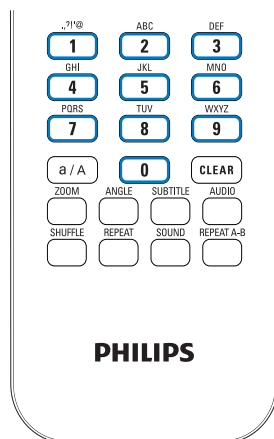 .,?!'@ ABC DEF
1 2 3
GHI JKL MNO
4 5 6
PQRS TUV WXYZ
7 8 9
a / A 0 CLEAR
ZOOM ANGLE SUBTITLE AUDIO
SHUFFLE REPEAT SOUND REPEAT A-B
PHILIPS